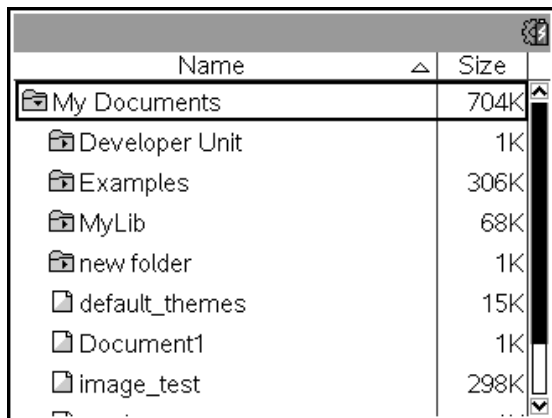 Name Size
My Documents 704K
Developer Unit 1K
Examples 306K
MyLib 68K
new folder 1K
default_themes 15K
Document1 1K
image_test 298K